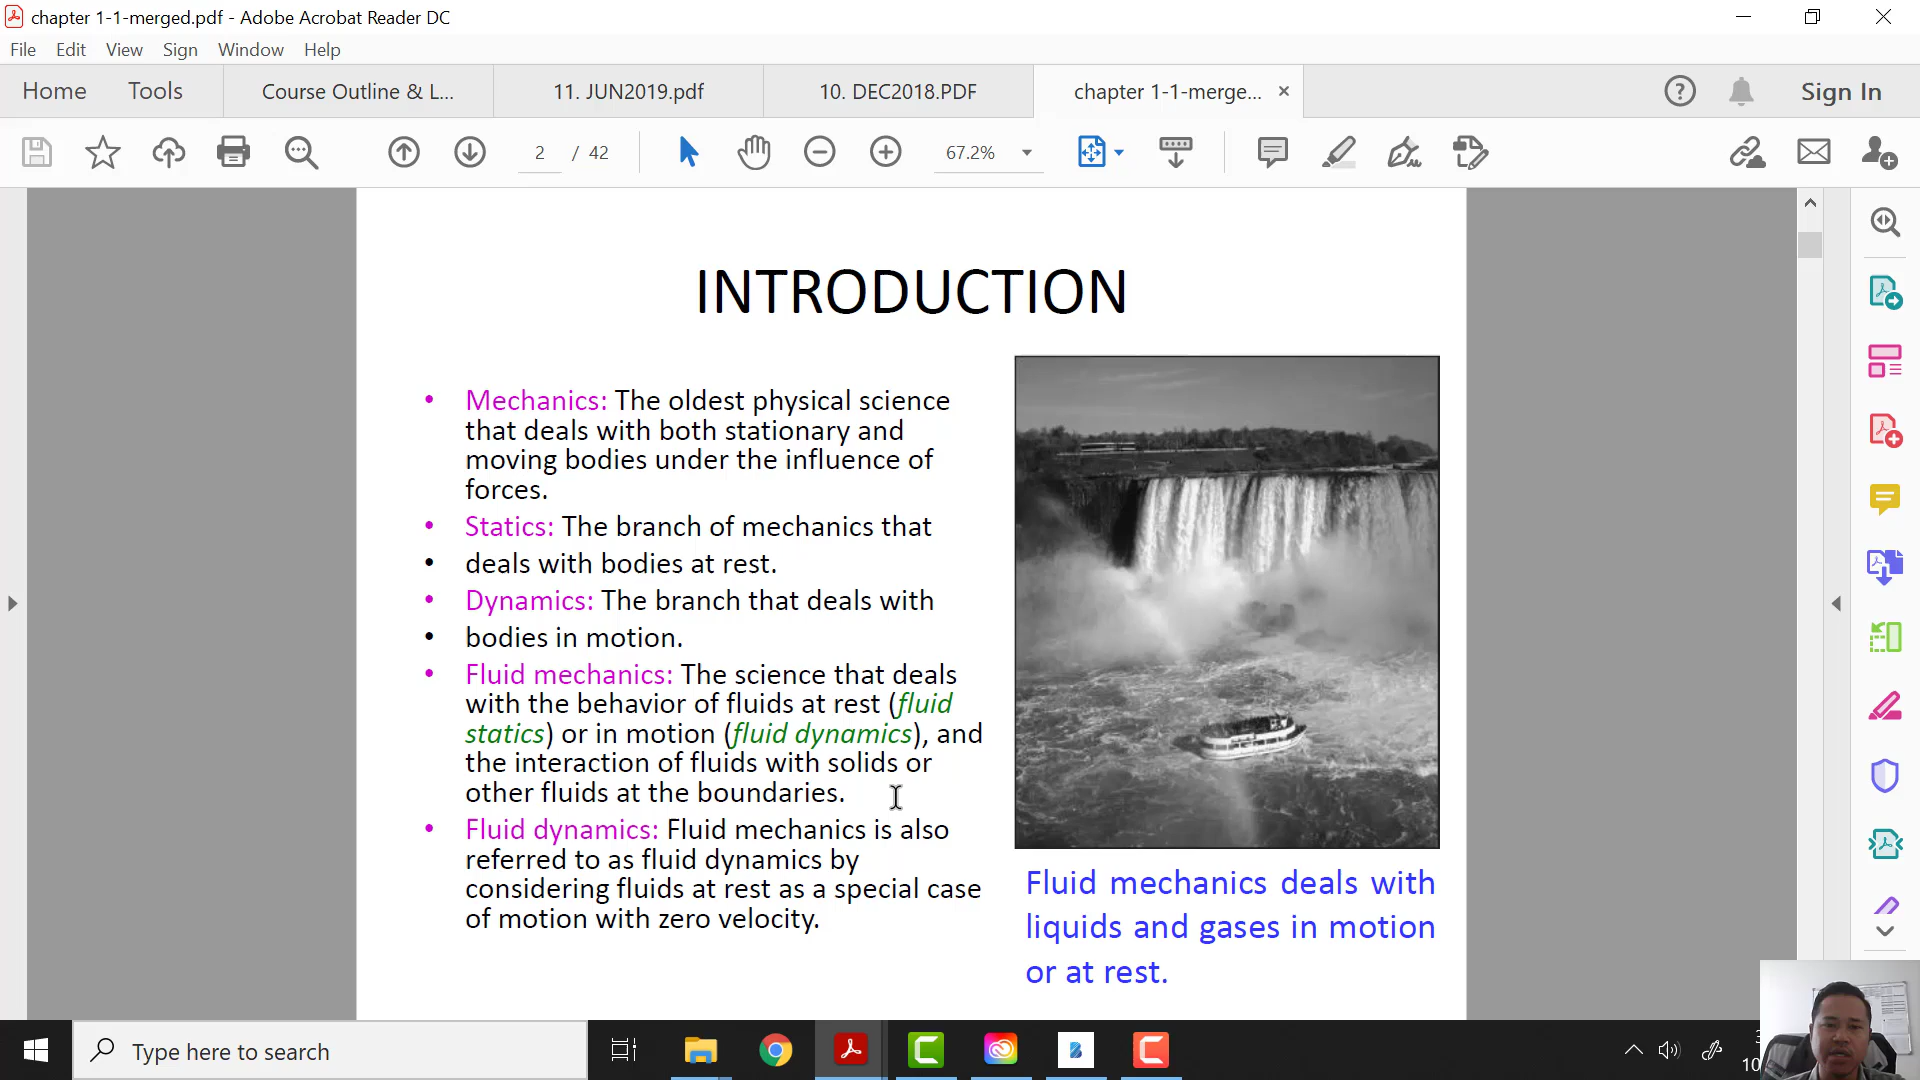 chapter 1-1-merged.pdf - Adobe Acrobat Reader DC
File Edit View Sign Window Help
Home Tools Course Outline & L... 11. JUN2019.pdf 10. DEC2018.PDF chapter 1-1-merge... Sign In
2 / 42 67.2%
INTRODUCTION
• Mechanics: The oldest physical science
that deals with both stationary and
moving bodies under the influence of
forces.
• Statics: The branch of mechanics that
• deals with bodies at rest.
• Dynamics: The branch that deals with
• bodies in motion.
• Fluid mechanics: The science that deals
with the behavior of fluids at rest (fluid
statics) or in motion (fluid dynamics), and
the interaction of fluids with solids or
other fluids at the boundaries.
• Fluid dynamics: Fluid mechanics is also
referred to as fluid dynamics by
considering fluids at rest as a special case
of motion with zero velocity.
Fluid mechanics deals with
liquids and gases in motion
or at rest.
Type here to search